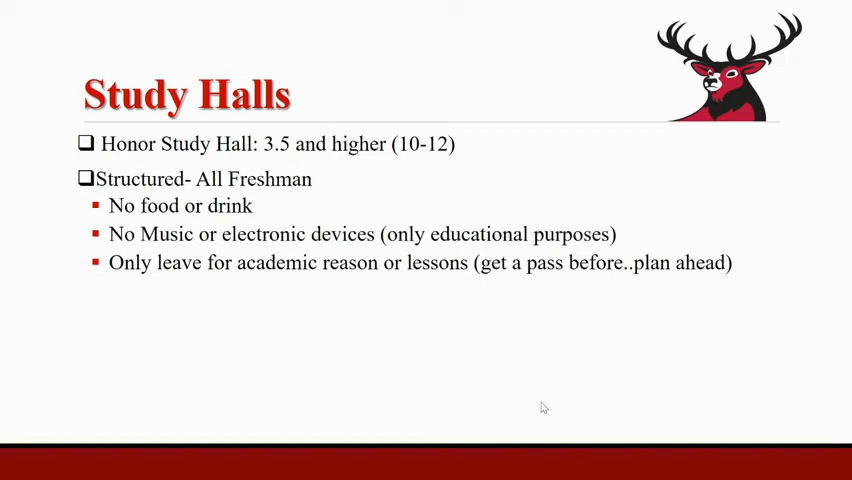 Study Halls
Honor Study Hall: 3.5 and higher (10-12)
Structured- All Freshman
No food or drink
No Music or electronic devices (only educational purposes)
Only leave for academic reason or lessons (get a pass before..plan ahead)